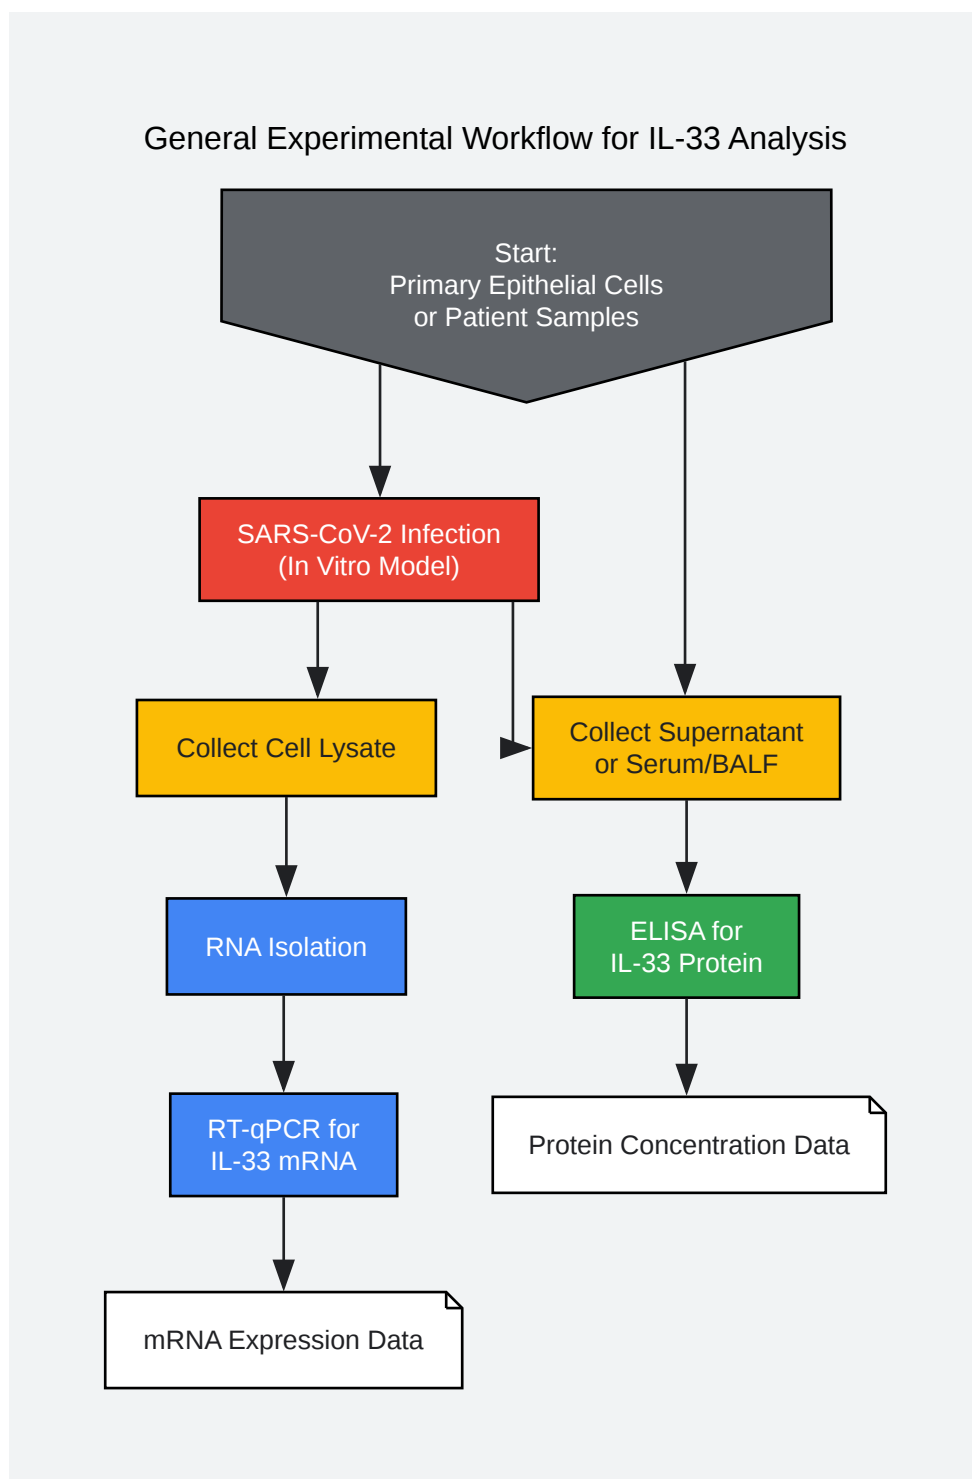 General Experimental Workflow for IL-33 Analysis
Start:
Primary Epithelial Cells
or Patient Samples
SARS-CoV-2 Infection
(In Vitro Model)
Collect Cell Lysate
Collect Supernatant
or Serum/BALF
RNA Isolation
ELISA for
IL-33 Protein
RT-qPCR for
IL-33 mRNA
Protein Concentration Data
mRNA Expression Data